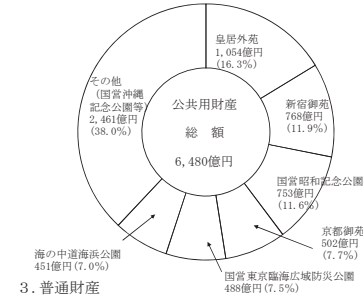 皇居外苑
1,054億円
(16.3%)
新宿御苑
768億円
(11.9%)
国営昭和記念公園
753億円
(11.6%)
京都御苑
502億円
(7.7%)
国営東京臨海広域防災公園
488億円(7.5%)
海の中道海浜公園
451億円(7.0%)
その他
(国営沖縄
記念公園等)
2,461億円
(38.0%)
公共用財産
総 額
6,480億円
3．普通財産